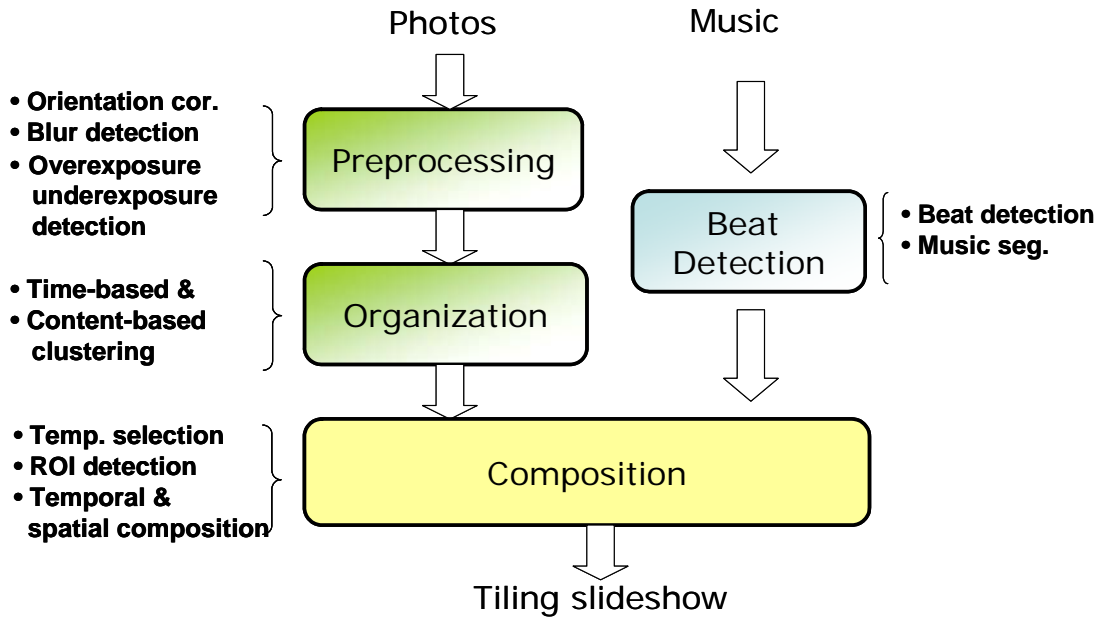 Photos
Music
• Orientation cor.
• Blur detection
• Overexposure
underexposure
detection
Preprocessing
Beat
Detection
• Beat detection
• Music seg.
• Time-based &
• Content-based
clustering
Organization
• Temp. selection
• ROI detection
• Temporal &
spatial composition
Composition
Tiling slideshow